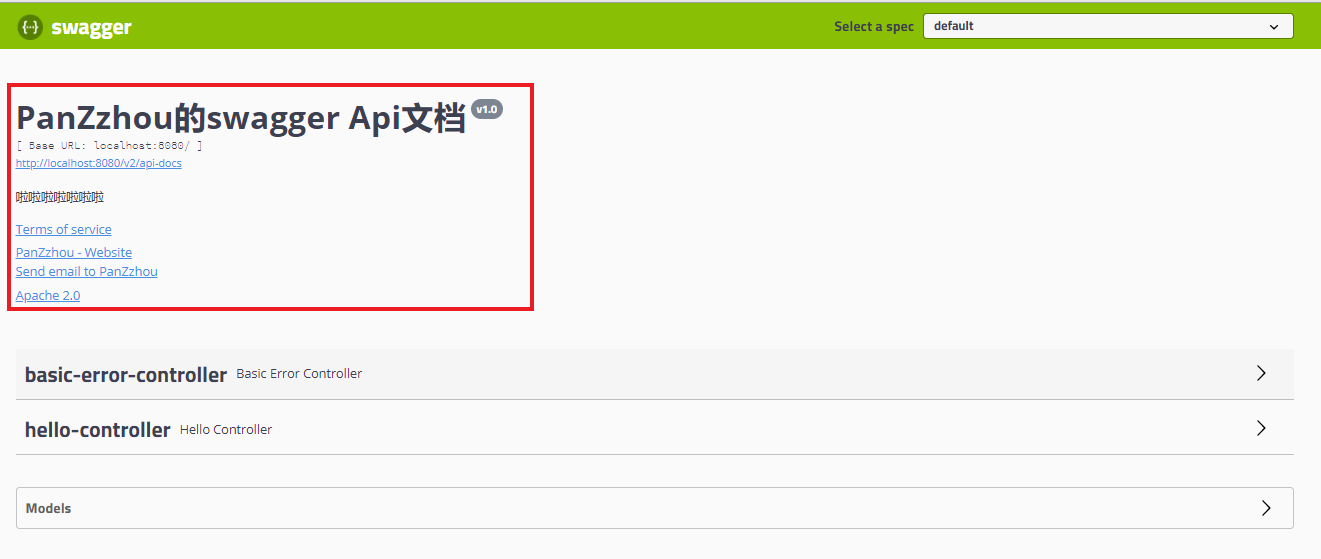 swagger
Select a spec default
PanZzhou的swagger Api文档 v1.0
[ Base URL: localhost:8080/ ]
http://localhost:8080/v2/api-docs
啦啦啦啦啦啦啦
Terms of service
PanZzhou - Website
Send email to PanZzhou
Apache 2.0
basic-error-controller Basic Error Controller
hello-controller Hello Controller
Models